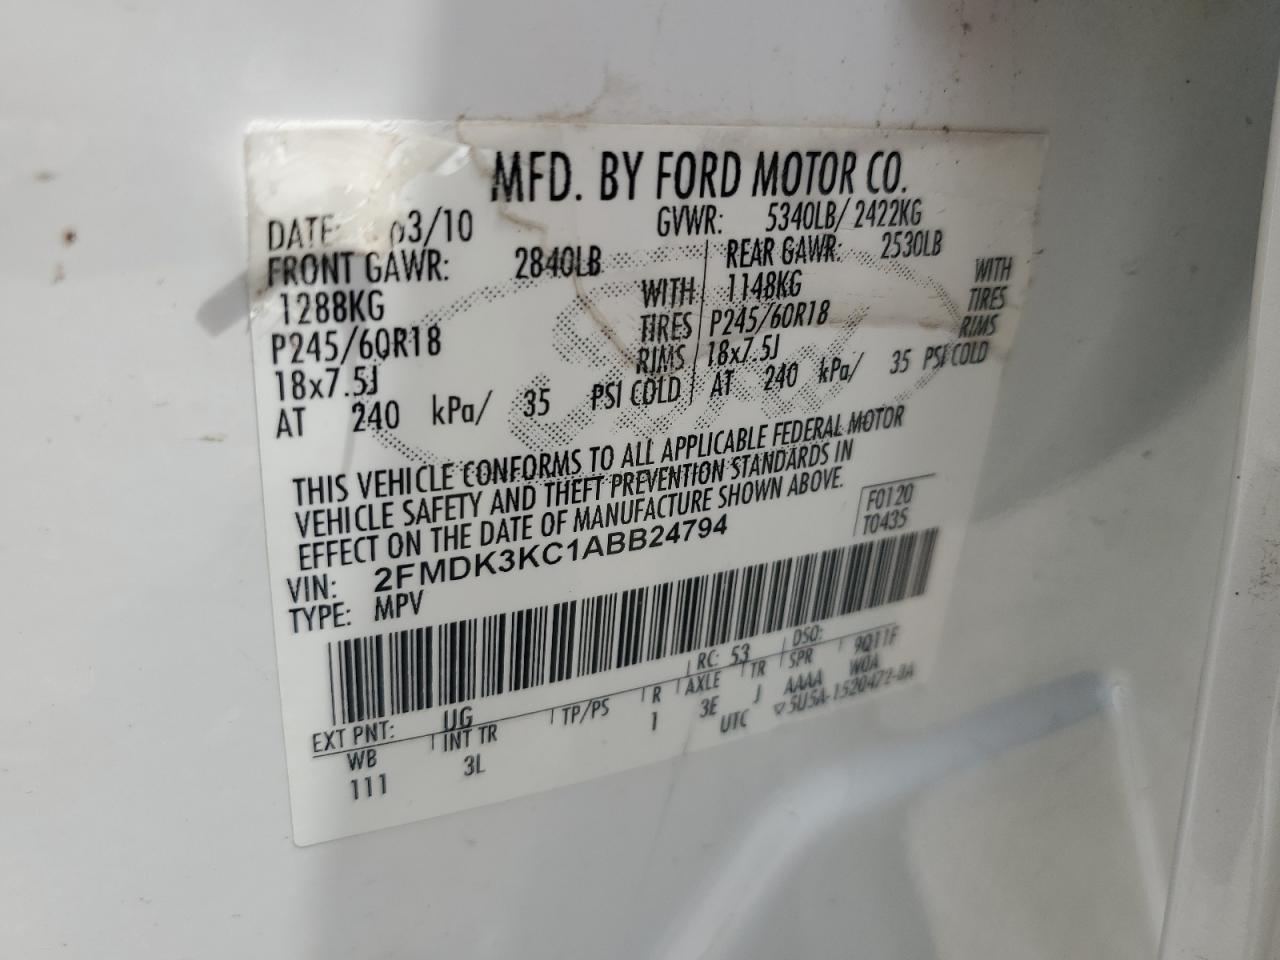 MFD. BY FORD MOTOR CO.
DATE: 03/10 GVWR: 5340LB/ 2422KG
FRONT GAWR: 2840LB REAR GAWR: 2530LB
1288KG WITH 1148KG WITH
P245/60R18 TIRES P245/60R18 TIRES
18x7.5J RIMS 18x7.5J RIMS
AT 240 kPa/ 35 PSI COLD AT 240 kPa/ 35 PSI COLD
THIS VEHICLE CONFORMS TO ALL APPLICABLE FEDERAL MOTOR
VEHICLE SAFETY AND THEFT PREVENTION STANDARDS IN
EFFECT ON THE DATE OF MANUFACTURE SHOWN ABOVE.
F0120
T0435
VIN: 2FMDK3KC1ABB24794
TYPE: MPV
EXT PNT: UG RC: 53 DSO:
WB INT TR TP/PS R AXLE TR SPR 9Q11F
111 3L 1 3E J AAAA W0A
UTC ▽5U5A-1520472-BA